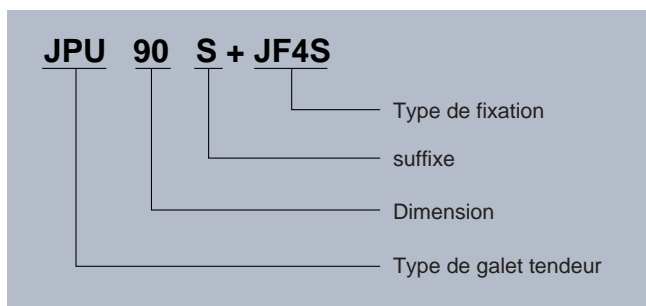 JPU 90 S + JF4S
Type de fixation
suffixe
Dimension
Type de galet tendeur